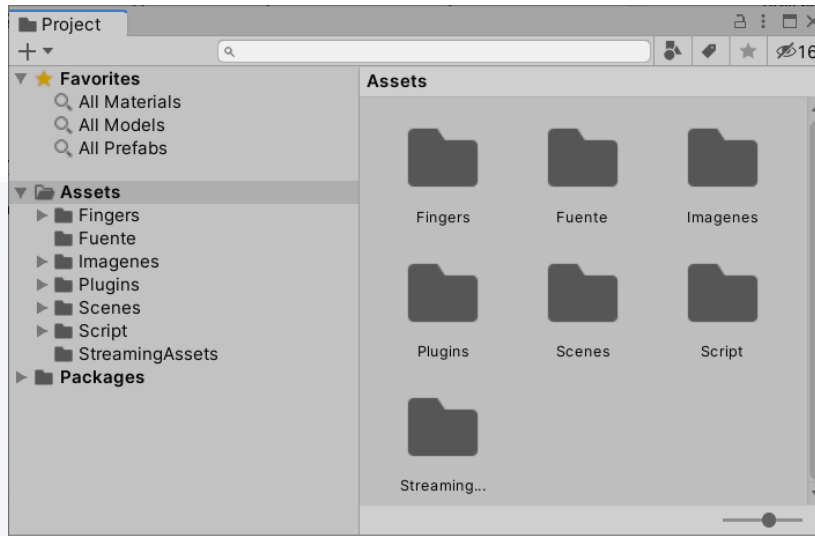 Project
16
Favorites
All Materials
All Models
All Prefabs
Assets
Fingers
Fuente
Imagenes
Plugins
Scenes
Script
StreamingAssets
Packages
Assets
Fingers Fuente Imagenes
Plugins Scenes Script
Streaming...